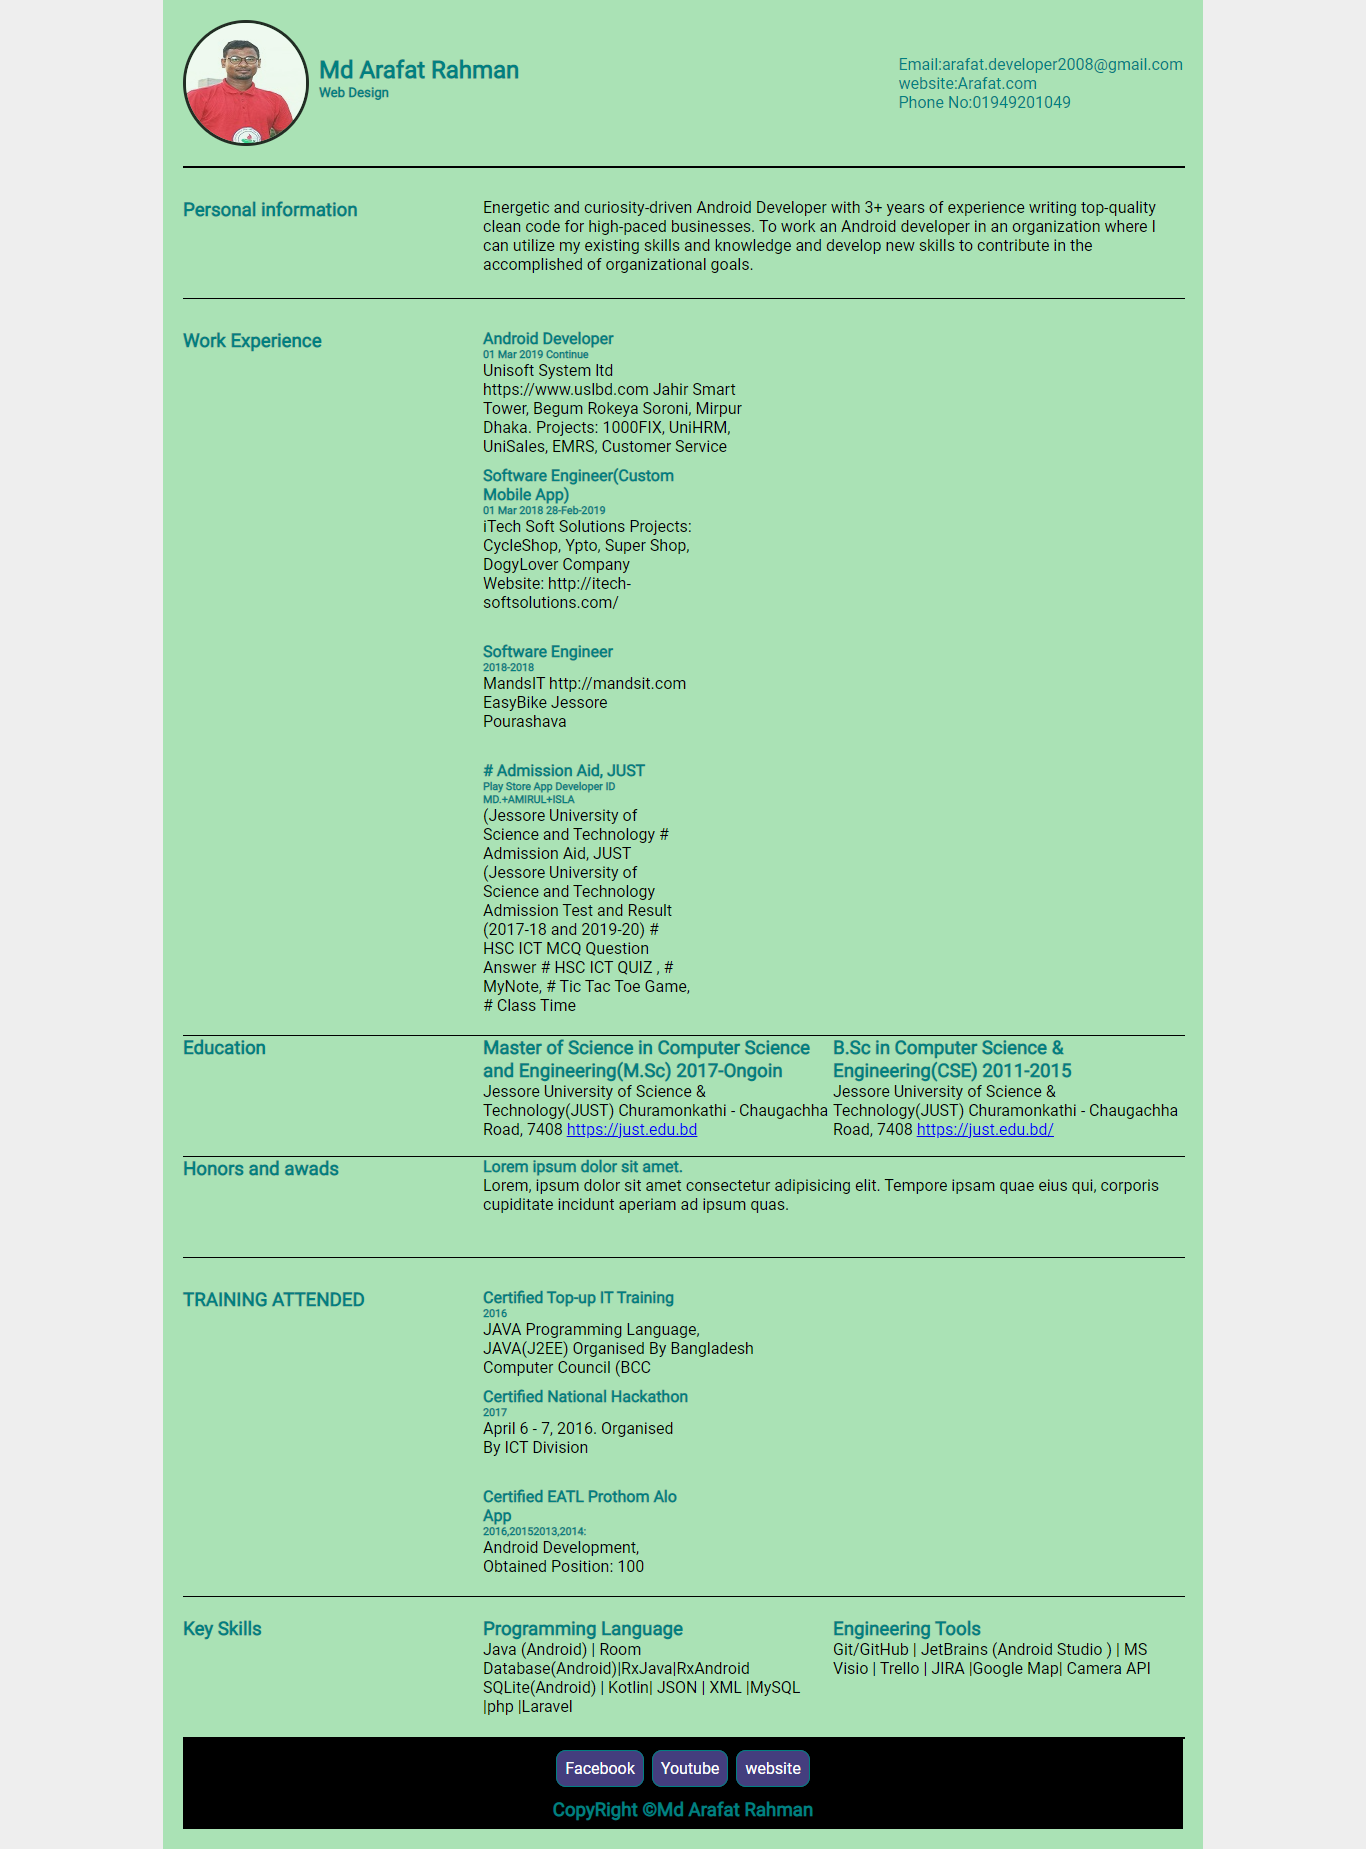 Md Arafat Rahman
Web Design
Email:arafat.developer2008@gmail.com
website:Arafat.com
Phone No:01949201049
Personal information
Energetic and curiosity-driven Android Developer with 3+ years of experience writing top-quality
clean code for high-paced businesses. To work an Android developer in an organization where I
can utilize my existing skills and knowledge and develop new skills to contribute in the
accomplished of organizational goals.
Work Experience
Android Developer
01 Mar 2019 Continue
Unisoft System ltd
https://www.uslbd.com Jahir Smart
Tower, Begum Rokeya Soroni, Mirpur
Dhaka. Projects: 1000FIX, UniHRM,
UniSales, EMRS, Customer Service
Software Engineer(Custom
Mobile App)
01 Mar 2018 28-Feb-2019
iTech Soft Solutions Projects:
CycleShop, Ypto, Super Shop,
DogyLover Company
Website: http://itech-
softsolutions.com/
Software Engineer
2018-2018
MandsIT http://mandsit.com
EasyBike Jessore
Pourashava
# Admission Aid, JUST
Play Store App Developer ID
MD.+AMIRUL+ISLA
(Jessore University of
Science and Technology #
Admission Aid, JUST
(Jessore University of
Science and Technology
Admission Test and Result
(2017-18 and 2019-20) #
HSC ICT MCQ Question
Answer # HSC ICT QUIZ , #
MyNote, # Tic Tac Toe Game,
# Class Time
Education
Master of Science in Computer Science
and Engineering(M.Sc) 2017-Ongoin
Jessore University of Science &
Technology(JUST) Churamonkathi - Chaugachha
Road, 7408 https://just.edu.bd
B.Sc in Computer Science &
Engineering(CSE) 2011-2015
Jessore University of Science &
Technology(JUST) Churamonkathi - Chaugachha
Road, 7408 https://just.edu.bd/
Honors and awads
Lorem ipsum dolor sit amet.
Lorem, ipsum dolor sit amet consectetur adipisicing elit. Tempore ipsam quae eius qui, corporis
cupiditate incidunt aperiam ad ipsum quas.
TRAINING ATTENDED
Certified Top-up IT Training
2016
JAVA Programming Language,
JAVA(J2EE) Organised By Bangladesh
Computer Council (BCC
Certified National Hackathon
2017
April 6 - 7, 2016. Organised
By ICT Division
Certified EATL Prothom Alo
App
2016,20152013,2014:
Android Development,
Obtained Position: 100
Key Skills
Programming Language
Java (Android) | Room
Database(Android)|RxJava|RxAndroid
SQLite(Android) | Kotlin| JSON | XML |MySQL
|php |Laravel
Engineering Tools
Git/GitHub | JetBrains (Android Studio ) | MS
Visio | Trello | JIRA |Google Map| Camera API
Facebook Youtube website
CopyRight ©Md Arafat Rahman